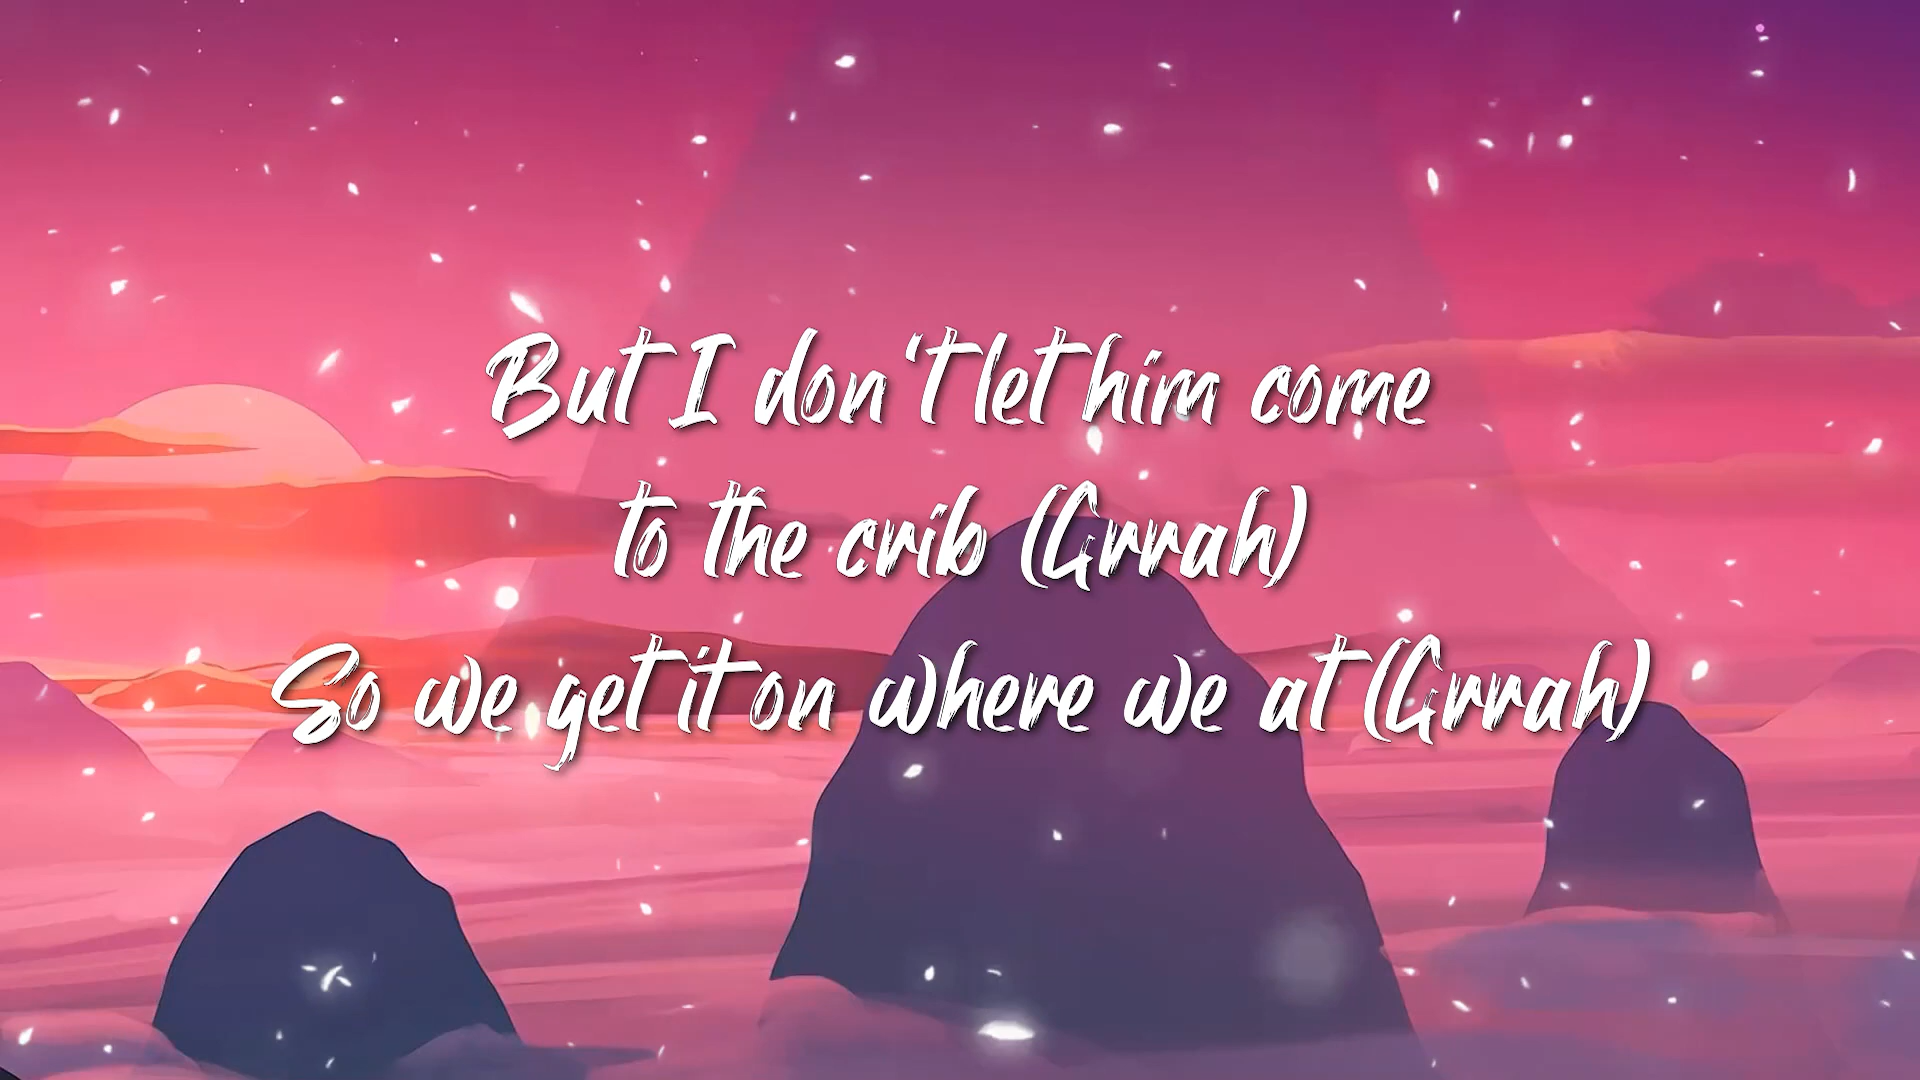 But I don't let him come
to the crib (Grrah)
So we get it on where we at (Grrah)